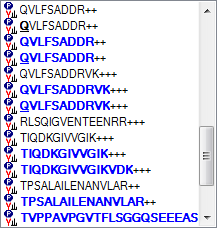 QVLFSADDR++
QVLFSADDR++
QVLFSADDR++
QVLFSADDR++
QVLFSADDRVK+++
QVLFSADDRVK+++
QVLFSADDRVK+++
RLSQIGVENTEENRR+++
TIQDKGIVVGIK+++
TIQDKGIVVGIK+++
TIQDKGIVVGIKVDK+++
TPSALAILENANVLAR++
TPSALAILENANVLAR++
TVPPAVPGVTFLSGGQSEEEAS